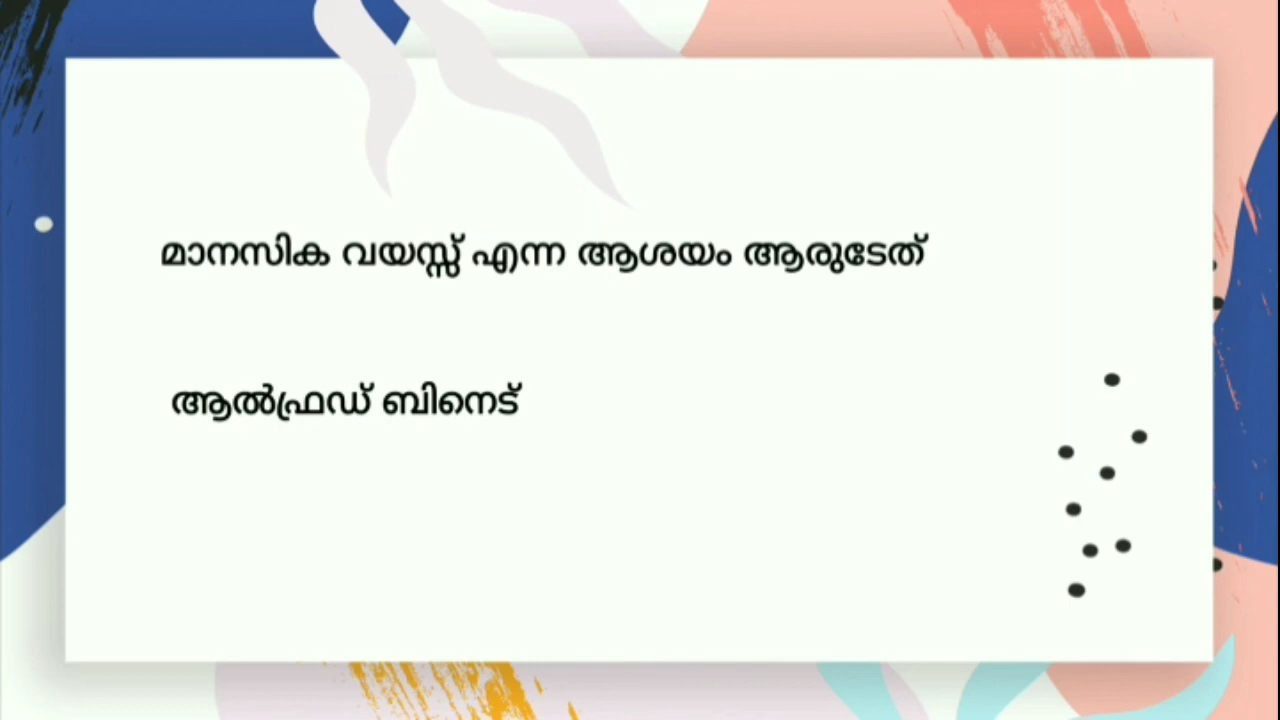 മാനസിക വയസ്സ് എന്ന ആശയം ആരുടേത്
ആൽഫ്രഡ് ബിനെട്